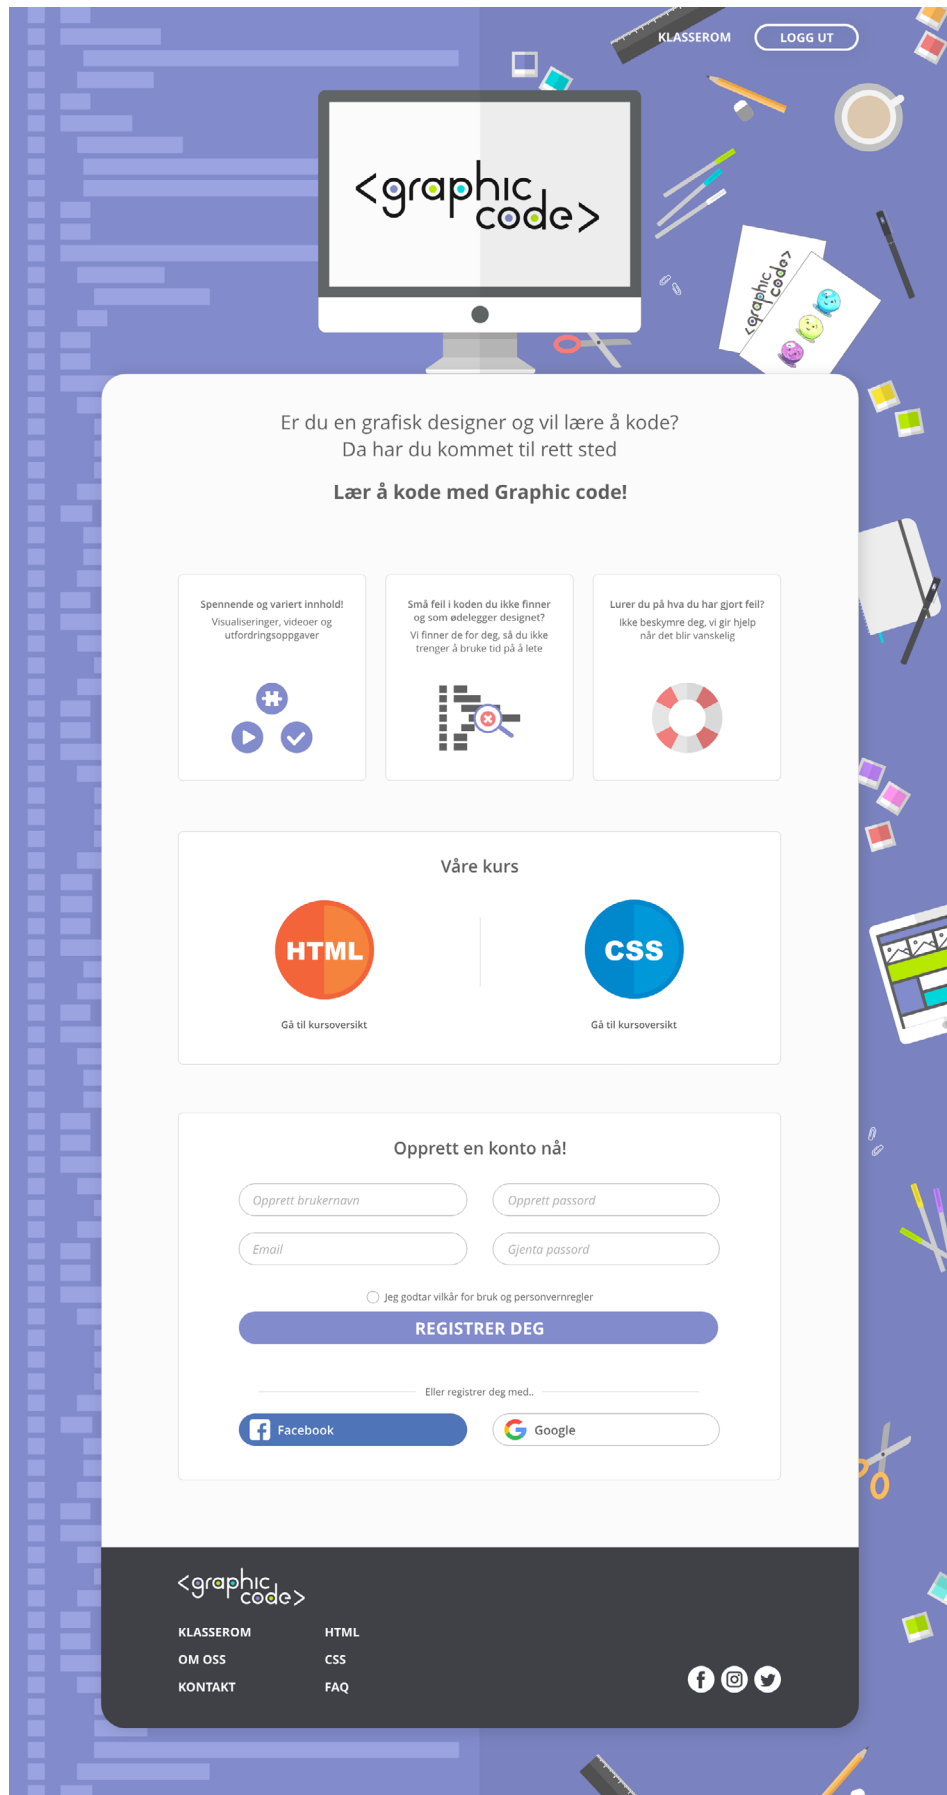 KLASSEROM
LOGG UT
<graphic
code>
<graphic
code>
Er du en grafisk designer og vil lære å kode?
Da har du kommet til rett sted
Lær å kode med Graphic code!
Spennende og variert innhold!
Visualiseringer, videoer og
utfordringsoppgaver
Små feil i koden du ikke finner
og som ødelegger designet?
Vi finner de for deg, så du ikke
trenger å bruke tid på å lete
Lurer du på hva du har gjort feil?
Ikke beskymre deg, vi gir hjelp
når det blir vanskelig
Våre kurs
HTML
CSS
Gå til kursoversikt
Gå til kursoversikt
Opprett en konto nå!
Opprett brukernavn
Opprett passord
Email
Gjenta passord
Jeg godtar vilkår for bruk og personvernregler
REGISTRER DEG
Eller registrer deg med..
Facebook
Google
<graphic
code>
KLASSEROM
HTML
OM OSS
CSS
KONTAKT
FAQ